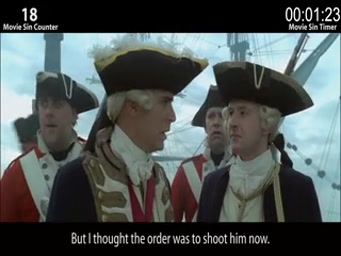 18
Movie Sin Counter
00:01:23
Movie Sin Timer
But I thought the order was to shoot him now.